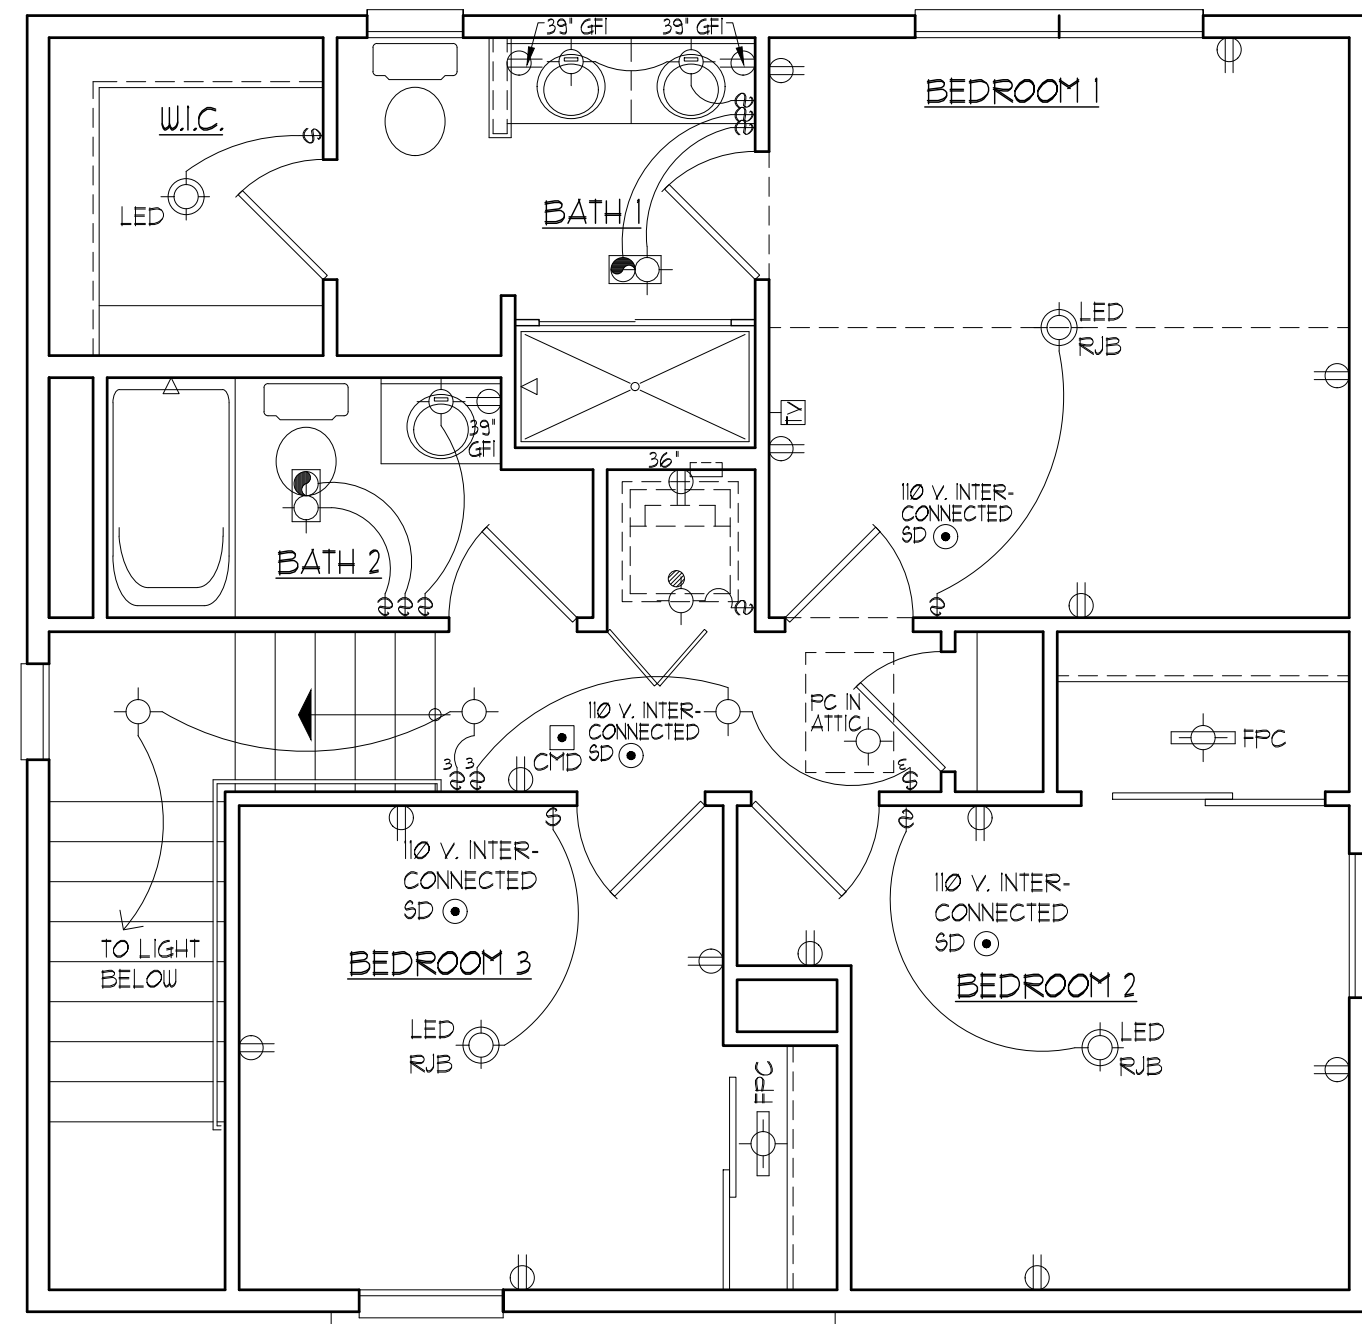 39" GFI
39" GFI
BEDROOM 1
W.I.C.
LED
BATH 1
LED
RJB
TV
39"
GFI
36"
110 V. INTER-
CONNECTED
SD
BATH 2
PC IN
ATTIC
110 V. INTER-
CONNECTED
SD
CMD
FPC
3
3
3
110 V. INTER-
CONNECTED
SD
110 V. INTER-
CONNECTED
SD
TO LIGHT
BELOW
BEDROOM 3
BEDROOM 2
LED
RJB
LED
RJB
FPC